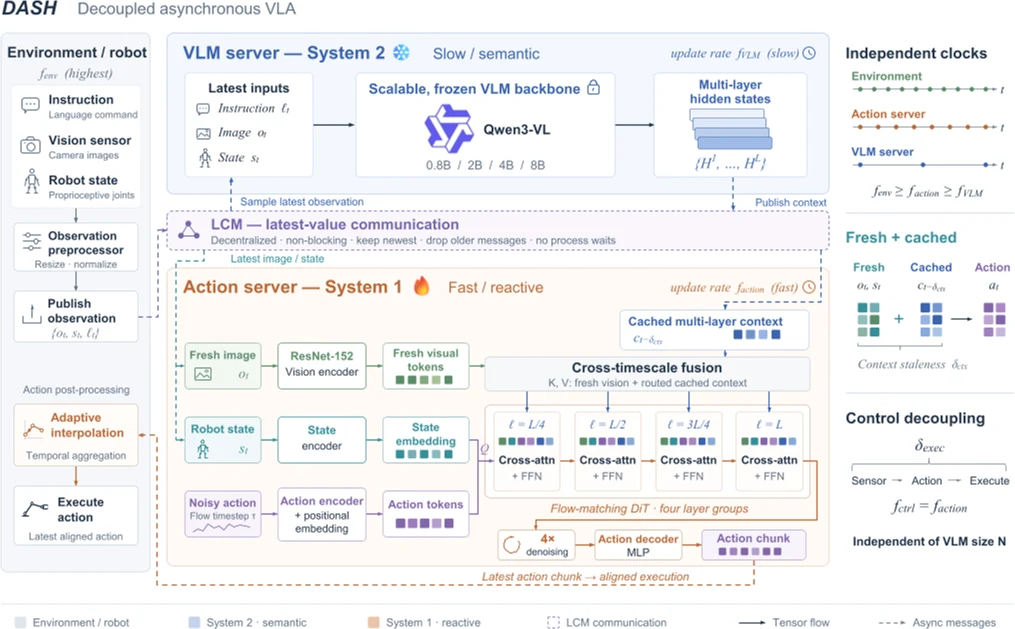 DASH Decoupled asynchronous VLA
Environment / robot
f_env (highest)
Instruction
Language command
Vision sensor
Camera images
Robot state
Proprioceptive joints
Observation
preprocessor
Resize · normalize
Publish
observation
{o_t, s_t, ℓ_t}
Action post-processing
Adaptive
interpolation
Temporal aggregation
Execute
action
Latest aligned action
VLM server — System 2 Slow / semantic
update rate f_VLM (slow)
Latest inputs
Instruction ℓ_t
Image o_t
State s_t
Scalable, frozen VLM backbone
Qwen3-VL
0.8B / 2B / 4B / 8B
Multi-layer
hidden states
{H^1, ..., H^L}
Sample latest observation
Publish context
LCM — latest-value communication
Decentralized · non-blocking · keep newest · drop older messages · no process waits
Latest image / state
Action server — System 1 Fast / reactive
update rate f_action (fast)
Cached multi-layer context
c_t−δ_cts
Fresh image
o_t
ResNet-152
Vision encoder
Fresh visual
tokens
Cross-timescale fusion
K, V: fresh vision + routed cached context
Robot state
s_t
State
encoder
State
embedding
Q
ℓ = L/4
Cross-attn
+ FFN
ℓ = L/2
Cross-attn
+ FFN
ℓ = 3L/4
Cross-attn
+ FFN
ℓ = L
Cross-attn
+ FFN
Noisy action
Flow timestep τ
Action encoder
+ positional
embedding
Action tokens
Flow-matching DiT · four layer groups
4×
denoising
Action decoder
MLP
Action chunk
Latest action chunk → aligned execution
Independent clocks
Environment
t
Action server
t
VLM server
t
f_env ≥ f_action ≥ f_VLM
Fresh + cached
Fresh
o_t, s_t
Cached
c_t−δ_cts
Action
a_t
+
Context staleness δ_cts
Control decoupling
δ_exec
Sensor → Action → Execute
f_ctrl = f_action
Independent of VLM size N
Environment / robot
System 2 · semantic
System 1 · reactive
LCM communication
Tensor flow
Async messages